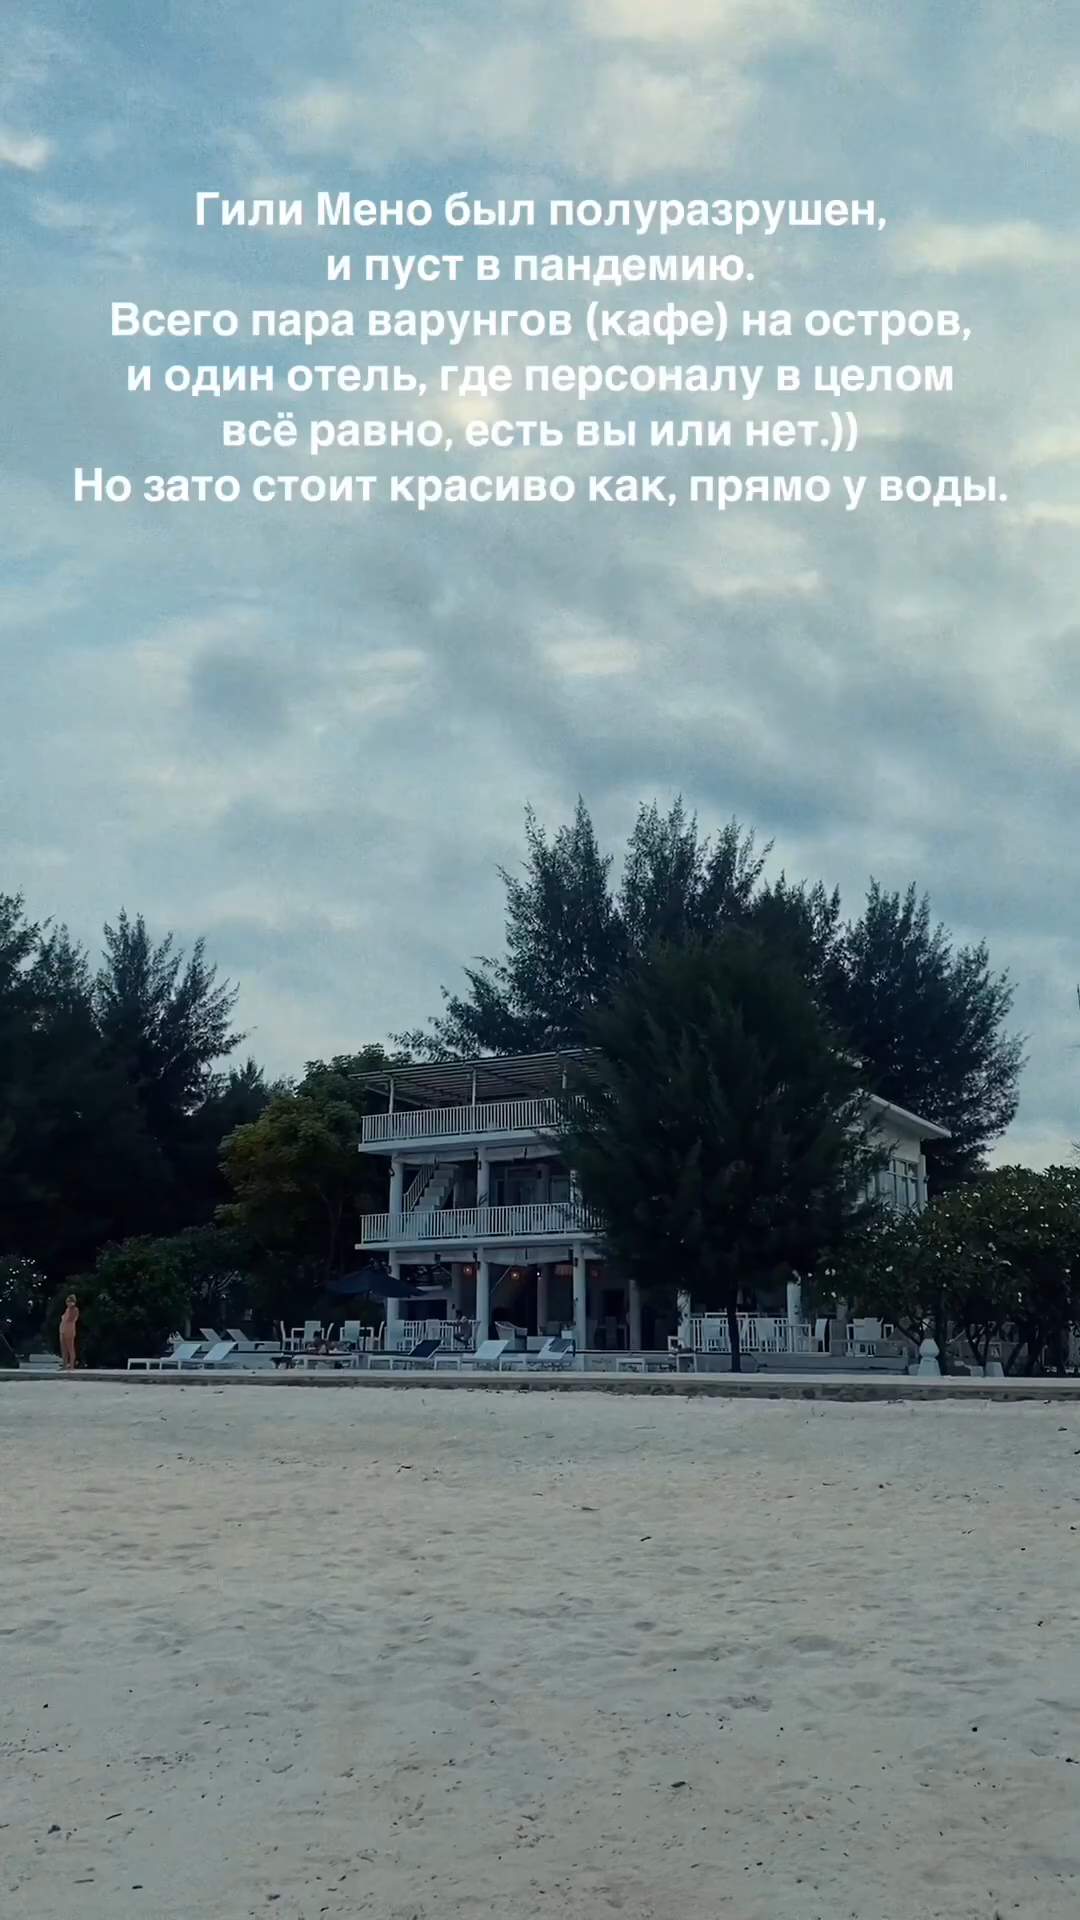 Гили Мено был полуразрушен,
и пуст в пандемию.
Всего пара варунгов (кафе) на остров,
и один отель, где персоналу в целом
всё равно, есть вы или нет.))
Но зато стоит красиво как, прямо у воды.